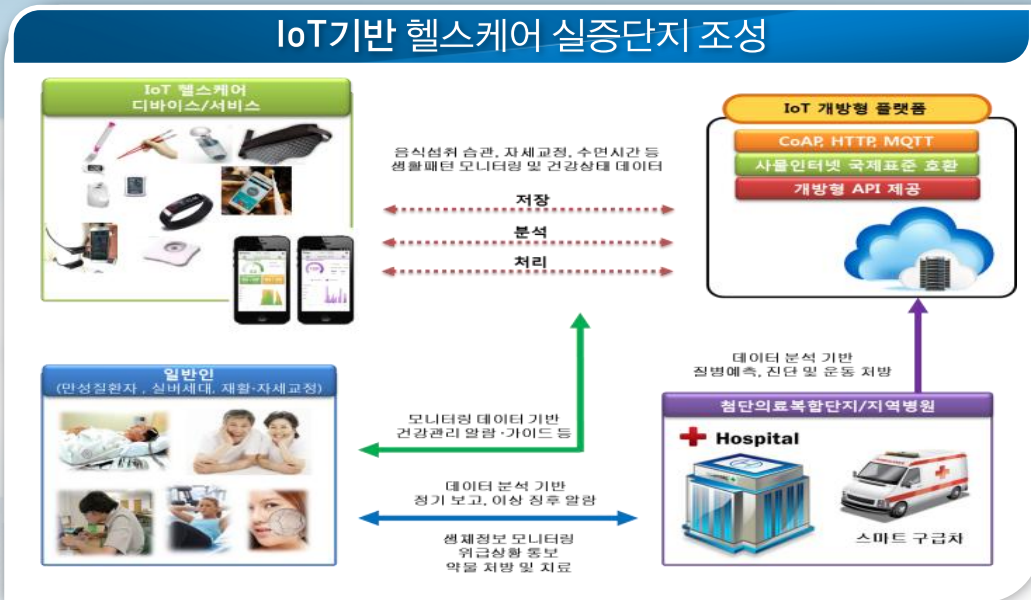 IoT기반 헬스케어 실증단지 조성
IoT 헬스케어
디바이스/서비스
음식섭취 습관, 자세교정, 수면시간 등
생활패턴 모니터링 및 건강상태 데이터
저장
분석
처리
IoT 개방형 플랫폼
CoAP, HTTP, MQTT
사물인터넷 국제표준 호환
개방형 API 제공
일반인
(만성질환자 , 실버세대, 재활·자세교정)
모니터링 데이터 기반
건강관리 알람 ·가이드 등
데이터 분석 기반
정기 보고, 이상 징후 알람
생체정보 모니터링
위급상황 통보
약물 처방 및 치료
데이터 분석 기반
질병예측, 진단 및 운동 처방
첨단의료복합단지/지역병원
Hospital
스마트 구급차